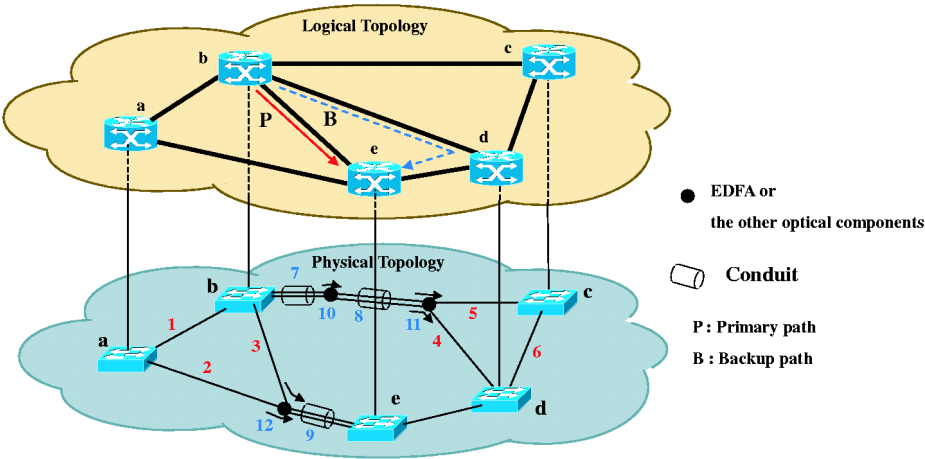 Logical Topology
b
c
a
P
B
d
e
EDFA or
the other optical components
Physical Topology
Conduit
7
b
c
10
8
11
5
P : Primary path
1
a
3
4
6
B : Backup path
2
e
d
12
9